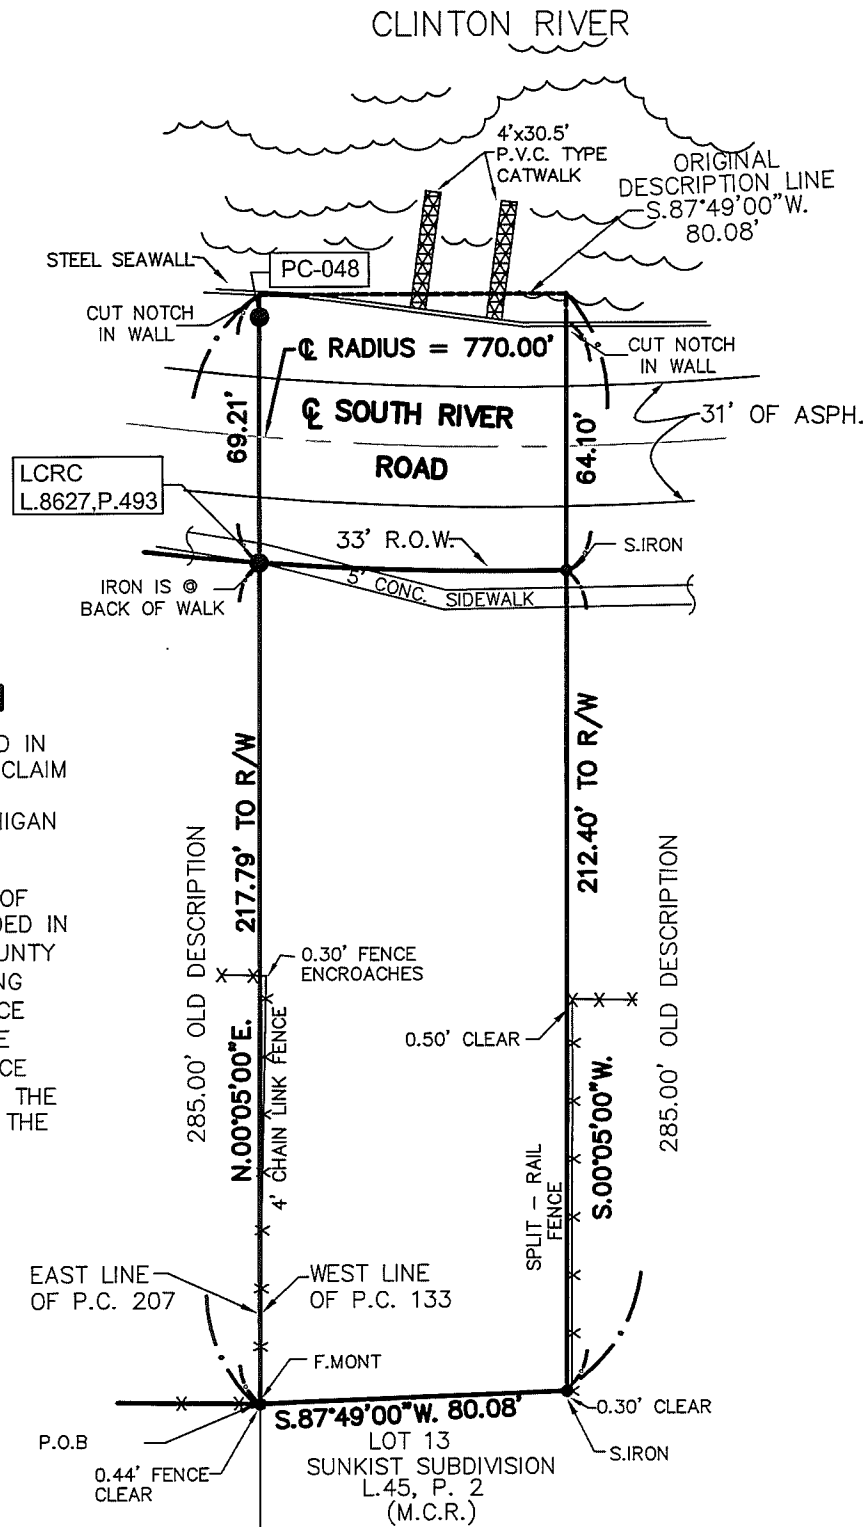 CLINTON RIVER
4'x30.5'
P.V.C. TYPE
CATWALK
ORIGINAL
DESCRIPTION LINE
S.87°49'00"W.
80.08'
STEEL SEAWALL
PC-048
CUT NOTCH
IN WALL
CUT NOTCH
IN WALL
℄ RADIUS = 770.00'
69.21'
℄ SOUTH RIVER
ROAD
64.10'
31' OF ASPH.
LCRC
L.8627,P.493
33' R.O.W.
S.IRON
IRON IS @
BACK OF WALK
5' CONC. SIDEWALK
D IN
CLAIM
HIGAN
OF
DED IN
UNTY
NG
CE
E
CE
THE
THE
285.00' OLD DESCRIPTION
217.79' TO R/W
N.00°05'00"E.
212.40' TO R/W
S.00°05'00"W.
285.00' OLD DESCRIPTION
0.30' FENCE
ENCROACHES
4' CHAIN LINK FENCE
0.50' CLEAR
SPLIT - RAIL
FENCE
EAST LINE
OF P.C. 207
WEST LINE
OF P.C. 133
F.MONT
S.87°49'00"W. 80.08'
0.30' CLEAR
P.O.B
LOT 13
S.IRON
SUNKIST SUBDIVISION
0.44' FENCE
CLEAR
L.45, P. 2
(M.C.R.)